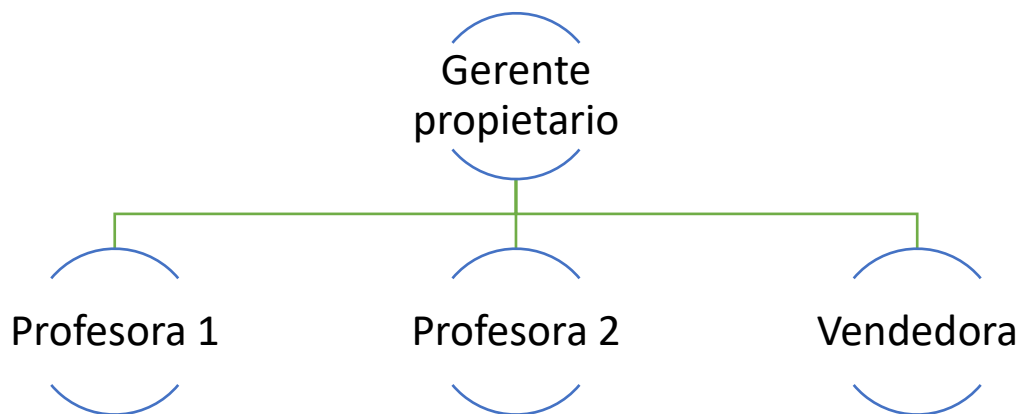 Gerente
propietario
Profesora 1
Profesora 2
Vendedora